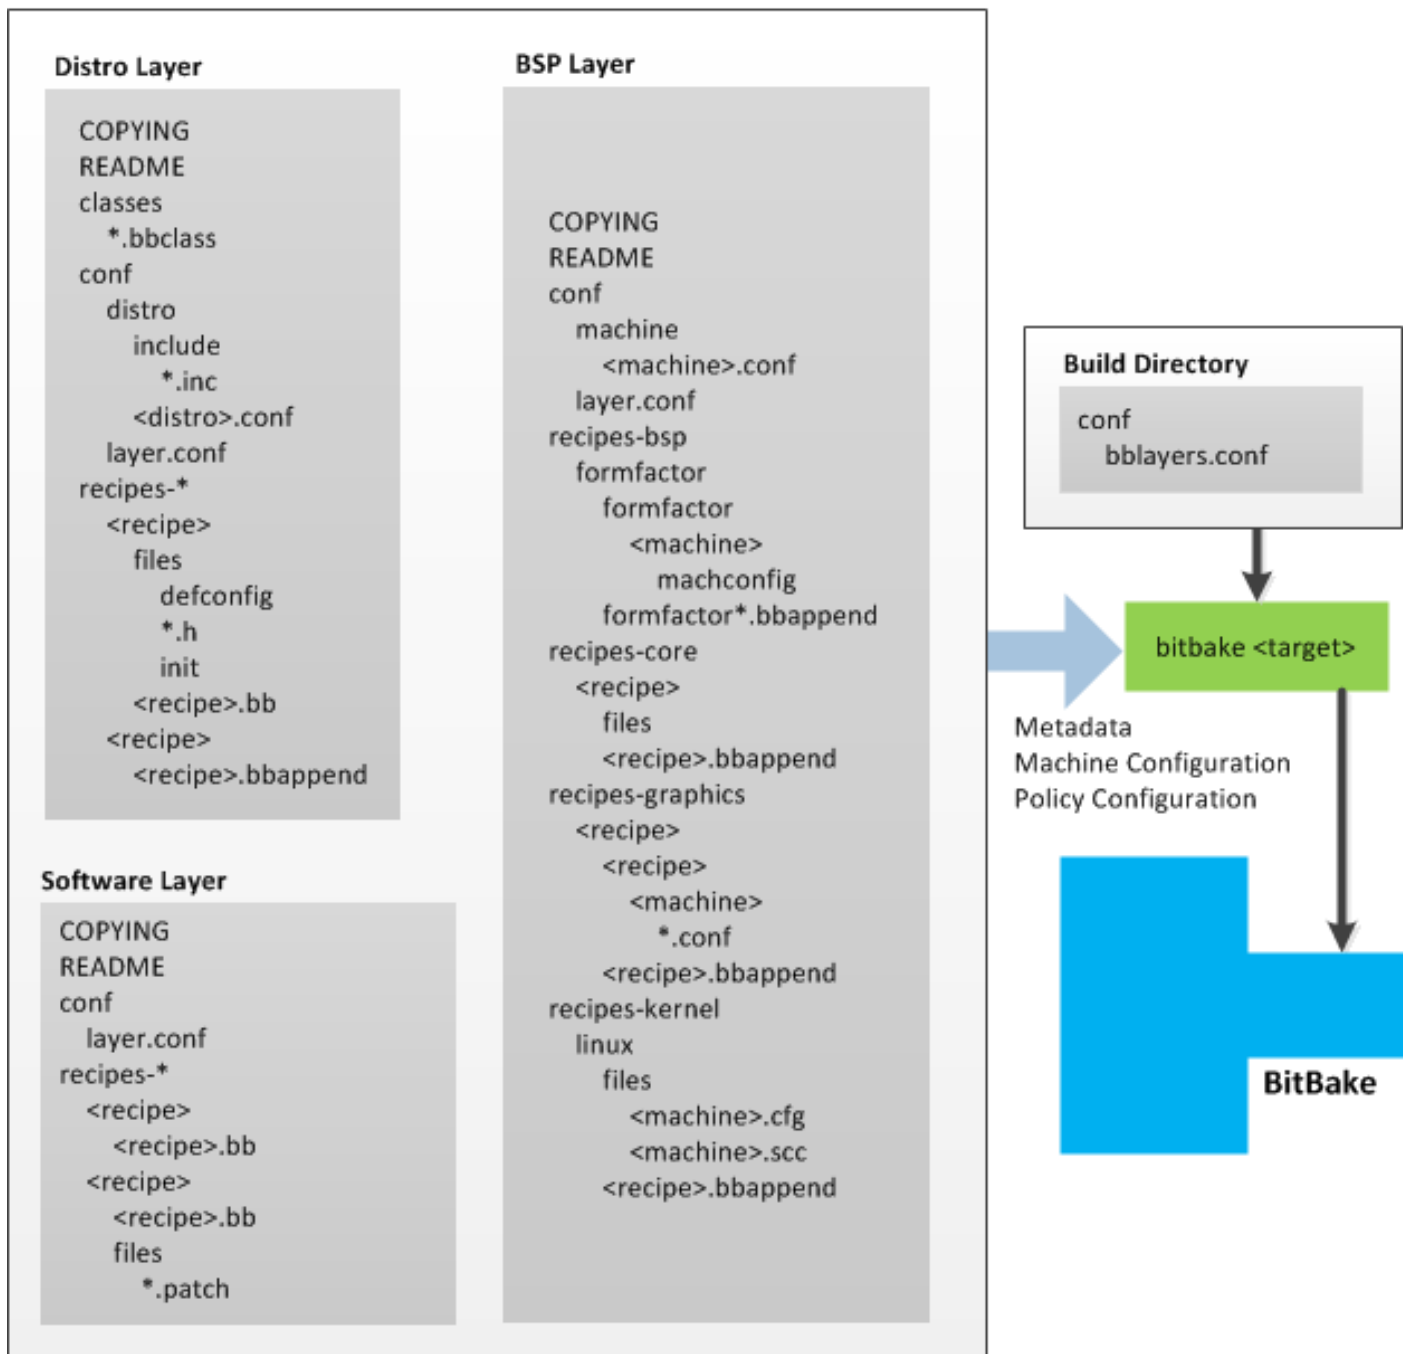 Distro Layer
COPYING
README
classes
*.bbclass
conf
distro
include
*.inc
<distro>.conf
layer.conf
recipes-*
<recipe>
files
defconfig
*.h
init
<recipe>.bb
<recipe>
<recipe>.bbappend
Software Layer
COPYING
README
conf
layer.conf
recipes-*
<recipe>
<recipe>.bb
<recipe>
<recipe>.bb
files
*.patch
BSP Layer
COPYING
README
conf
machine
<machine>.conf
layer.conf
recipes-bsp
formfactor
formfactor
<machine>
machconfig
formfactor*.bbappend
recipes-core
<recipe>
files
<recipe>.bbappend
recipes-graphics
<recipe>
<recipe>
<machine>
*.conf
<recipe>.bbappend
recipes-kernel
linux
files
<machine>.cfg
<machine>.scc
<recipe>.bbappend
Build Directory
conf
bblayers.conf
bitbake <target>
Metadata
Machine Configuration
Policy Configuration
BitBake